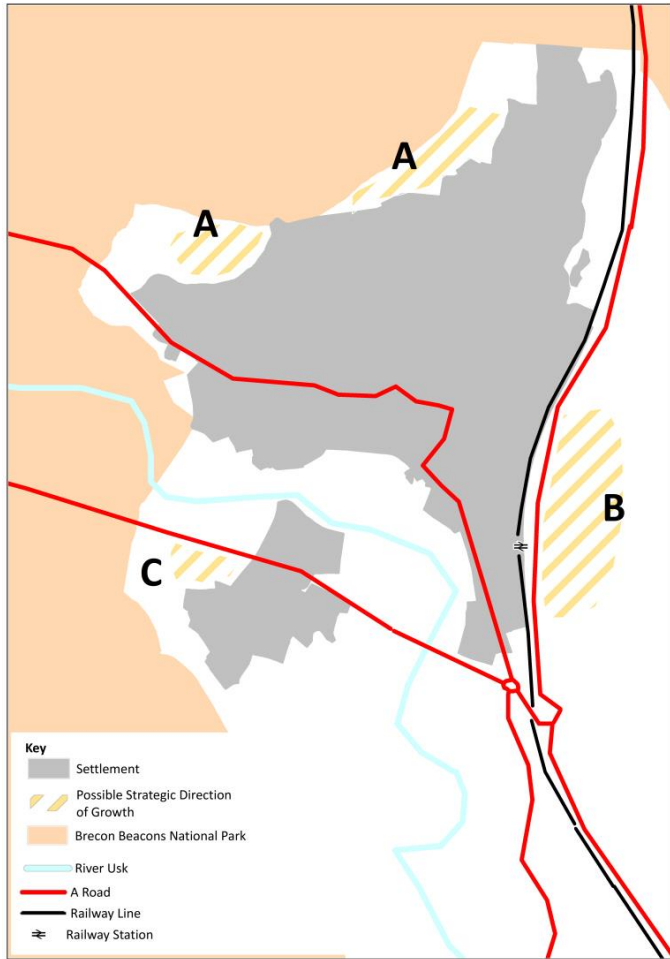 A
A
B
C
Key
Settlement
Possible Strategic Direction
of Growth
Brecon Beacons National Park
River Usk
A Road
Railway Line
Railway Station